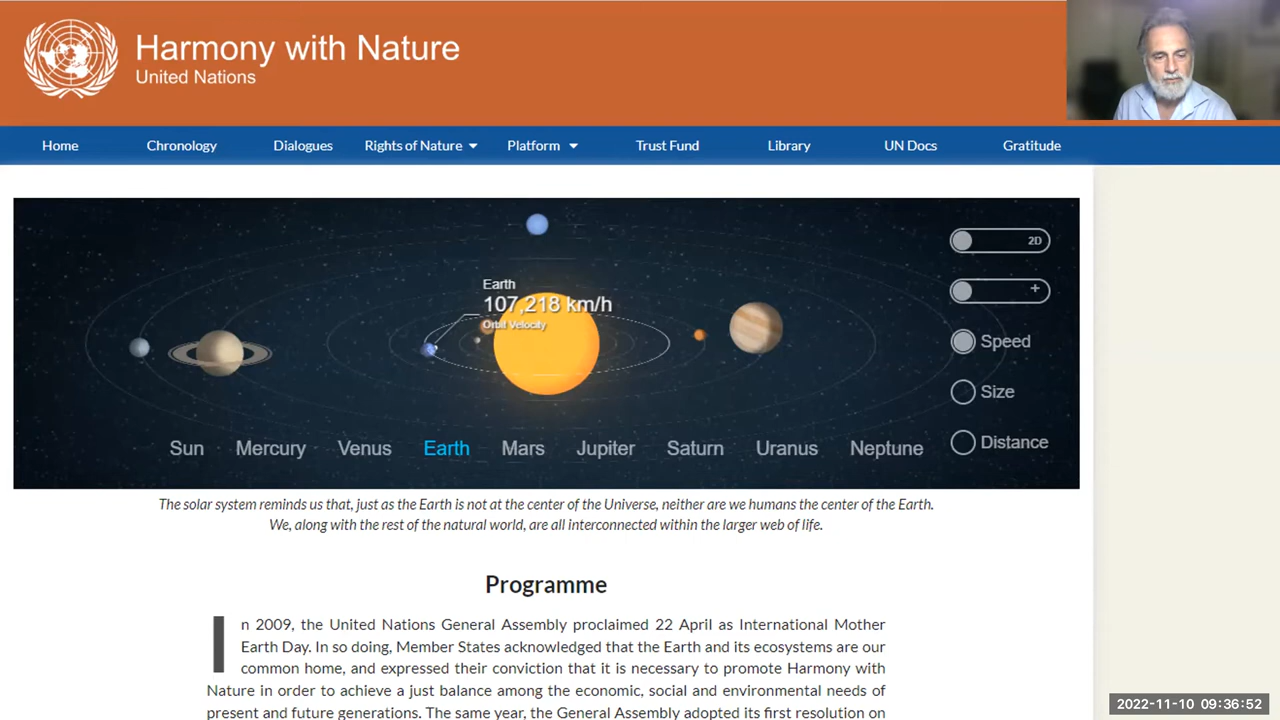 Harmony with Nature
United Nations
Home Chronology Dialogues Rights of Nature Platform Trust Fund Library UN Docs Gratitude
2D
+
Earth
107,218 km/h
Orbit Velocity
Speed
Size
Distance
Sun Mercury Venus Earth Mars Jupiter Saturn Uranus Neptune
The solar system reminds us that, just as the Earth is not at the center of the Universe, neither are we humans the center of the Earth.
We, along with the rest of the natural world, are all interconnected within the larger web of life.
Programme
In 2009, the United Nations General Assembly proclaimed 22 April as International Mother
Earth Day. In so doing, Member States acknowledged that the Earth and its ecosystems are our
common home, and expressed their conviction that it is necessary to promote Harmony with
Nature in order to achieve a just balance among the economic, social and environmental needs of
present and future generations. The same year, the General Assembly adopted its first resolution on
2022-11-10 09:36:52